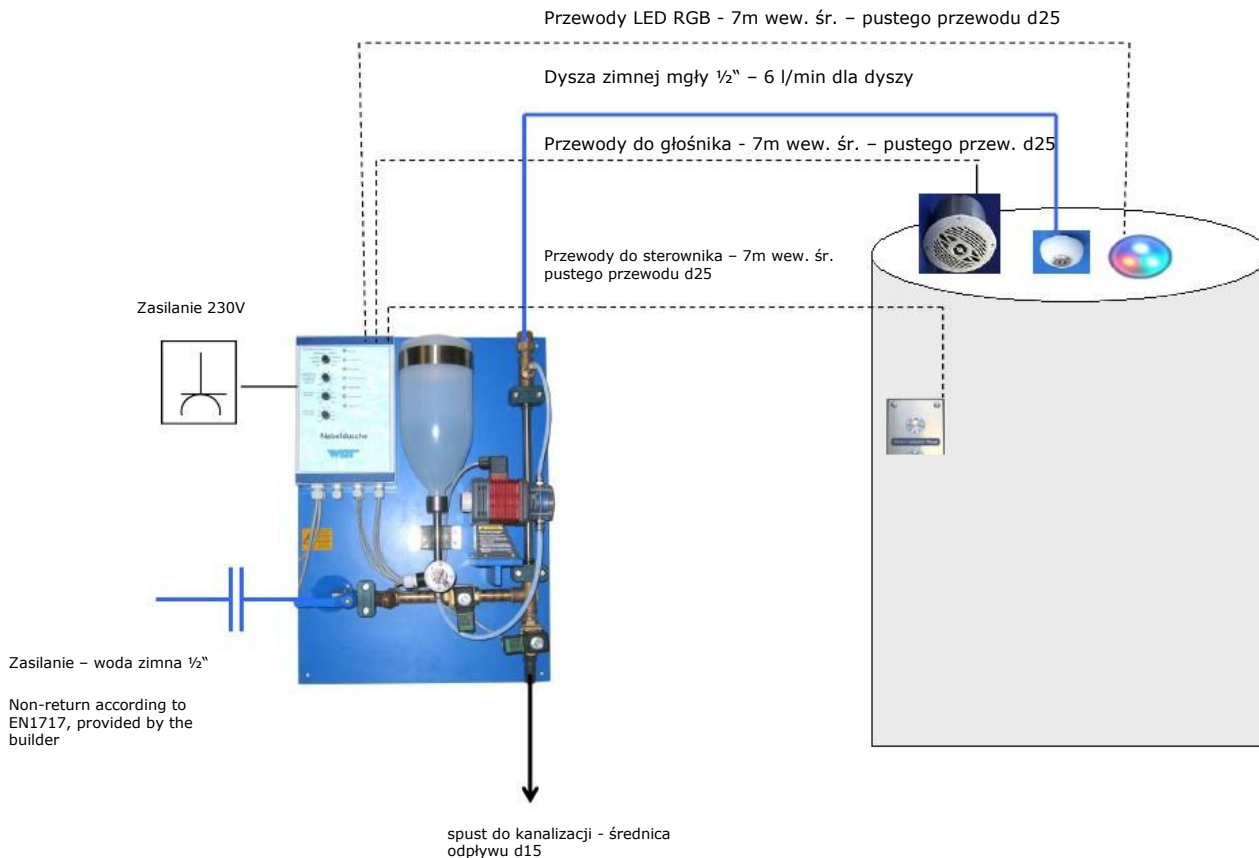 Przewody LED RGB - 7m wew. śr. – pustego przewodu d25
Dysza zimnej mgły ½“ – 6 l/min dla dyszy
Przewody do głośnika - 7m wew. śr. – pustego przew. d25
Przewody do sterownika – 7m wew. śr.
pustego przewodu d25
Zasilanie 230V
Nebeldusche
WDT
Zasilanie – woda zimna ½“
Non-return according to
EN1717, provided by the
builder
spust do kanalizacji - średnica
odpływu d15